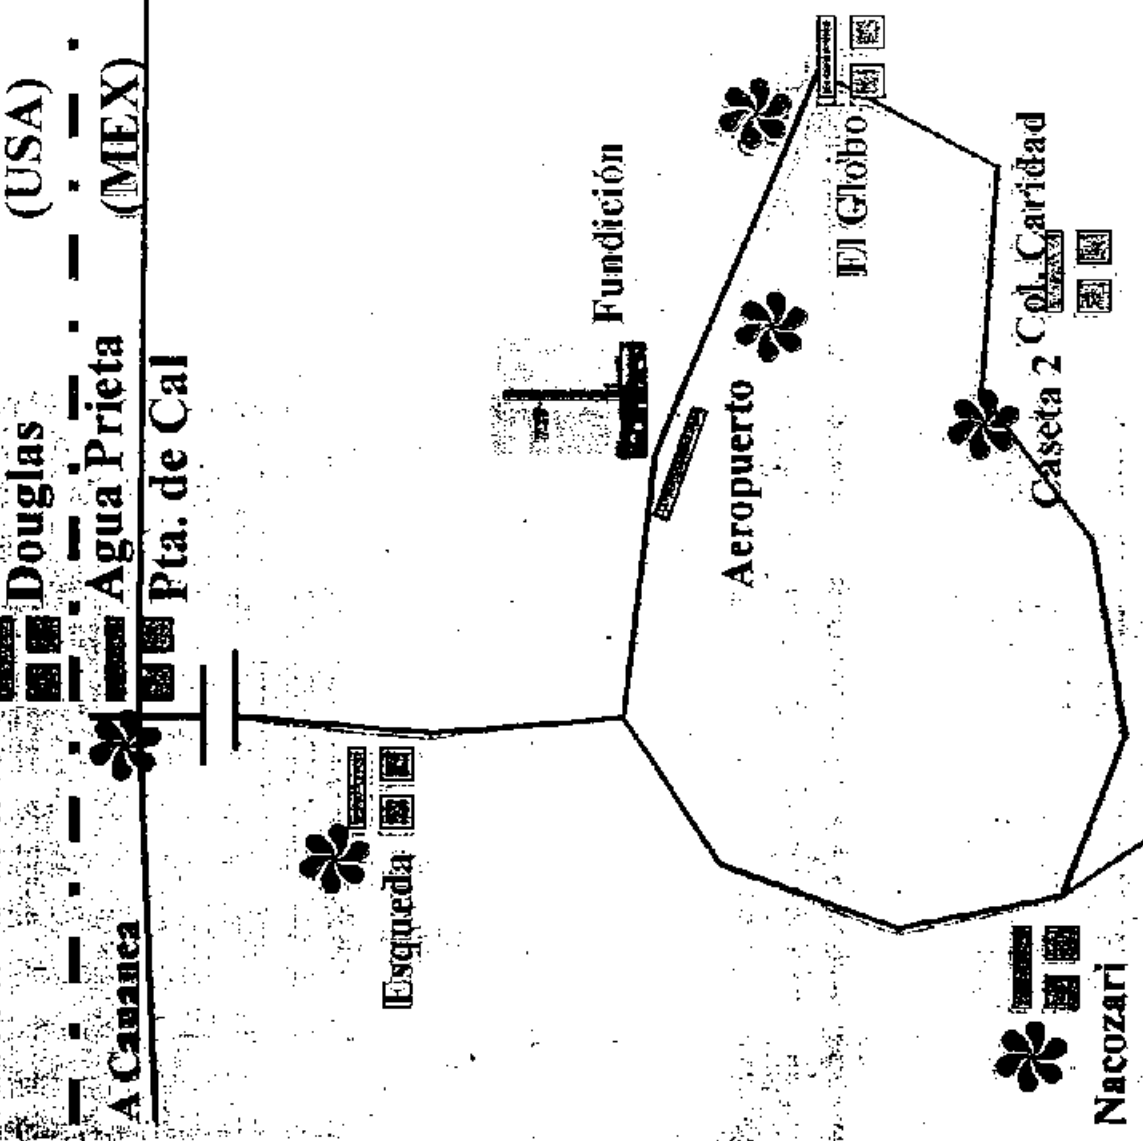 Douglas (USA)
Agua Prieta (MEX)
Pta. de Cal
A Cananea
Esqueda
Fundición
Aeropuerto
El Globo
Caseta 2 Col. Caridad
Nacozari